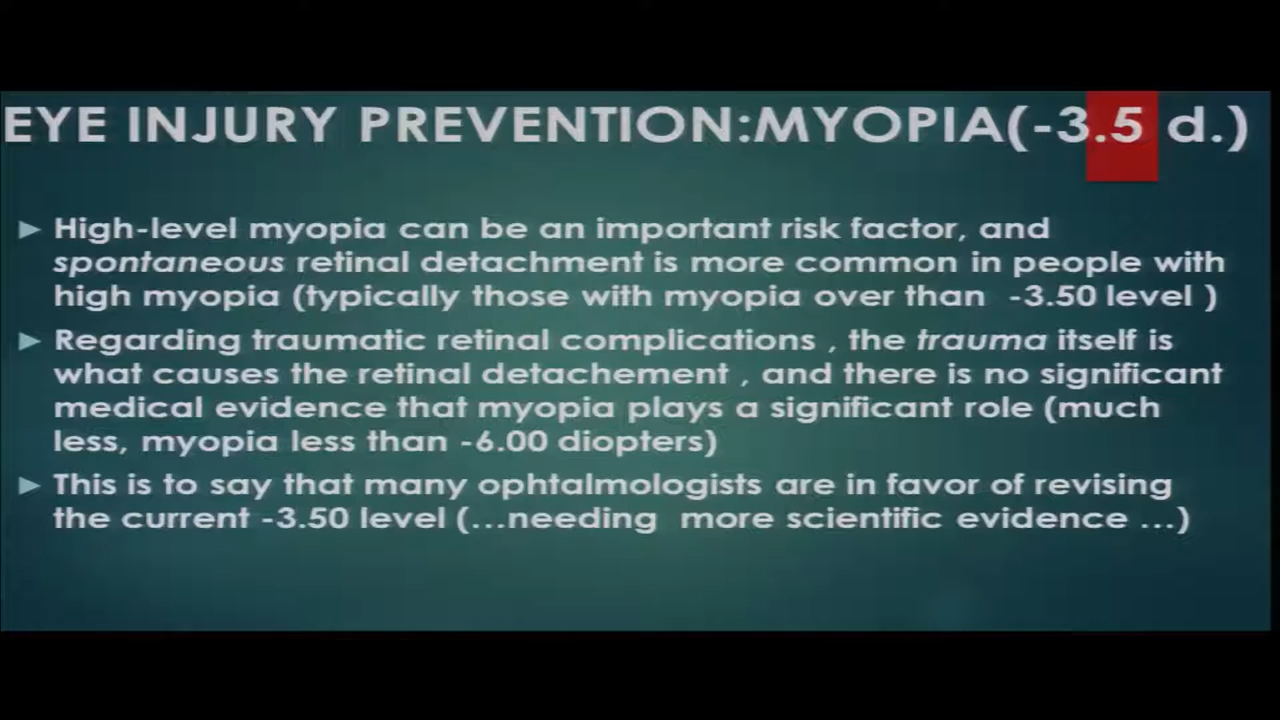 EYE INJURY PREVENTION:MYOPIA(-3.5 d.)
► High-level myopia can be an important risk factor, and
spontaneous retinal detachment is more common in people with
high myopia (typically those with myopia over than -3.50 level )
► Regarding traumatic retinal complications , the trauma itself is
what causes the retinal detachement , and there is no significant
medical evidence that myopia plays a significant role (much
less, myopia less than -6.00 diopters)
► This is to say that many ophtalmologists are in favor of revising
the current -3.50 level (...needing more scientific evidence ...)